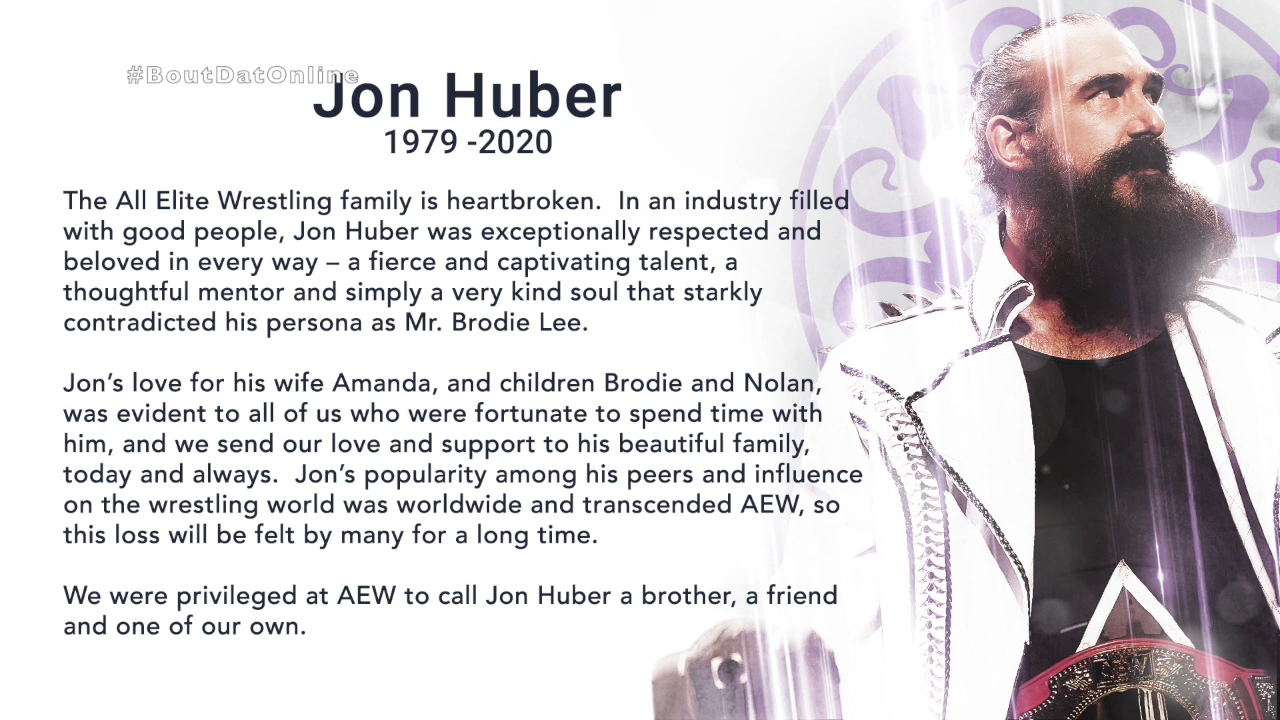 #BoutDatOnline
Jon Huber
1979 -2020
The All Elite Wrestling family is heartbroken.  In an industry filled
with good people, Jon Huber was exceptionally respected and
beloved in every way – a fierce and captivating talent, a
thoughtful mentor and simply a very kind soul that starkly
contradicted his persona as Mr. Brodie Lee.
Jon’s love for his wife Amanda, and children Brodie and Nolan,
was evident to all of us who were fortunate to spend time with
him, and we send our love and support to his beautiful family,
today and always.  Jon’s popularity among his peers and influence
on the wrestling world was worldwide and transcended AEW, so
this loss will be felt by many for a long time.
We were privileged at AEW to call Jon Huber a brother, a friend
and one of our own.